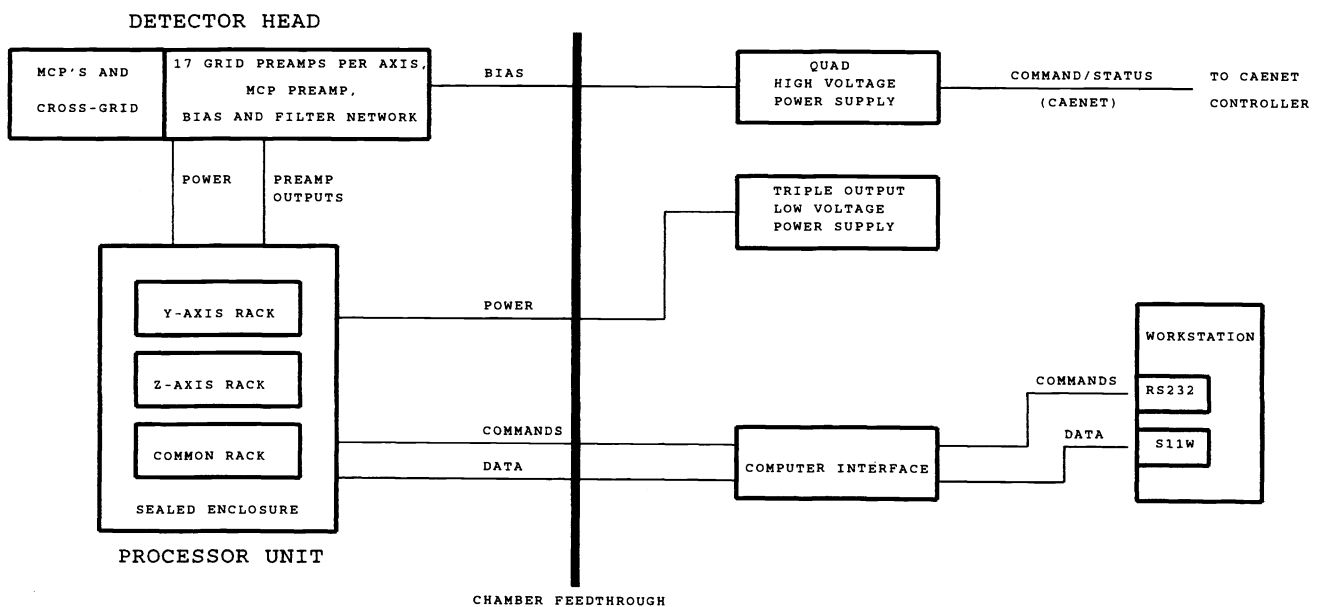 DETECTOR HEAD
MCP'S AND
CROSS-GRID
17 GRID PREAMPS PER AXIS,
MCP PREAMP,
BIAS AND FILTER NETWORK
BIAS
QUAD
HIGH VOLTAGE
POWER SUPPLY
COMMAND/STATUS
(CAENET)
TO CAENET
CONTROLLER
POWER
PREAMP
OUTPUTS
TRIPLE OUTPUT
LOW VOLTAGE
POWER SUPPLY
Y-AXIS RACK
Z-AXIS RACK
COMMON RACK
SEALED ENCLOSURE
PROCESSOR UNIT
POWER
COMMANDS
DATA
COMPUTER INTERFACE
COMMANDS
DATA
WORKSTATION
RS232
S11W
CHAMBER FEEDTHROUGH